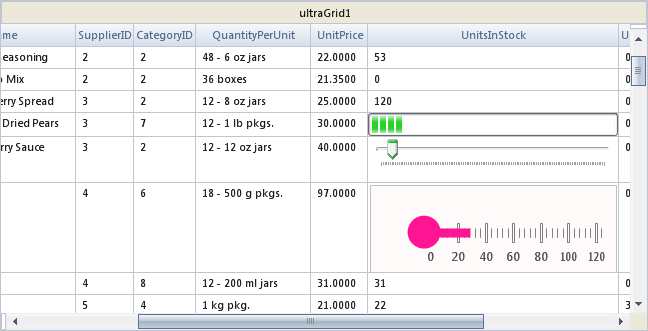 ultraGrid1
me SupplierID CategoryID QuantityPerUnit UnitPrice UnitsInStock U
easoning 2 2 48 - 6 oz jars 22.0000 53 0
Mix 2 2 36 boxes 21.3500 0 0
erry Spread 3 2 12 - 8 oz jars 25.0000 120 0
Dried Pears 3 7 12 - 1 lb pkgs. 30.0000 0
rry Sauce 3 2 12 - 12 oz jars 40.0000 0
4 6 18 - 500 g pkgs. 97.0000 0
0 20 40 60 80 100 120
4 8 12 - 200 ml jars 31.0000 31 0
5 4 1 kg pkg. 21.0000 22 3